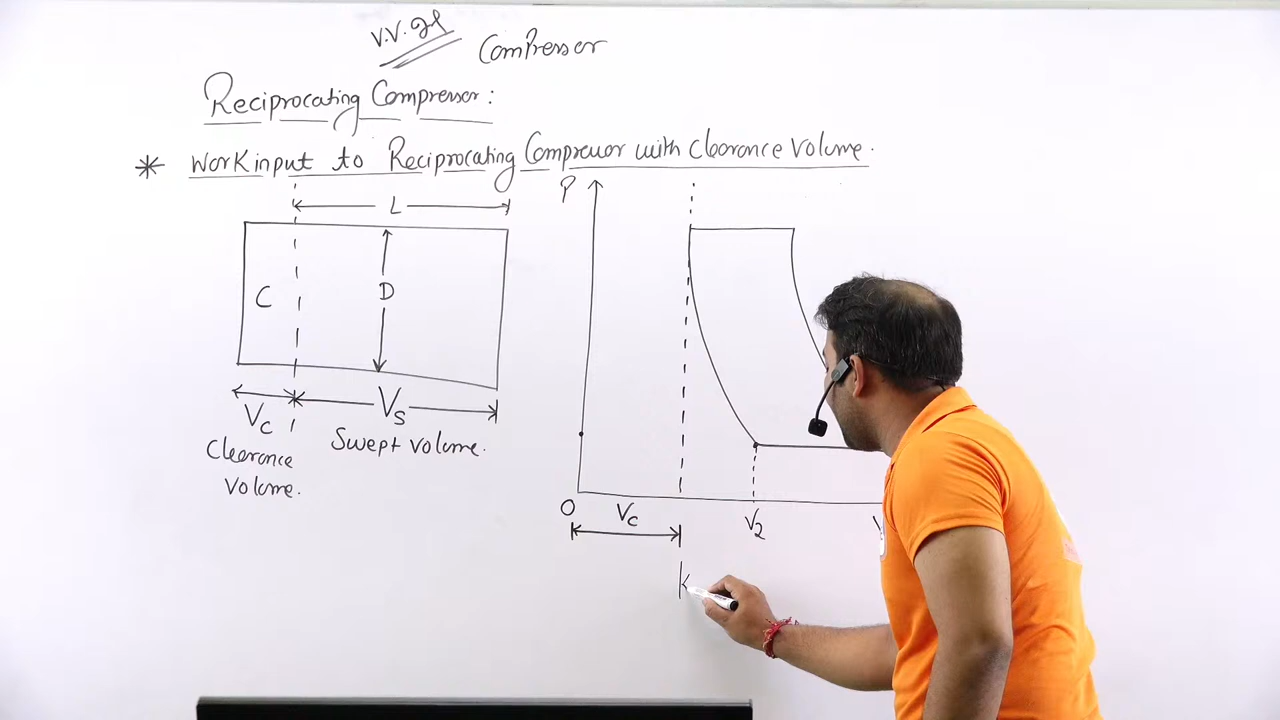 V.V. Compressor
Reciprocating Compressor:
* Work input to Reciprocating Compressor with Clearance Volume.
L
P
C
D
Vc
Vs
Clearance
Volume.
Swept volume.
O
Vc
V2
V